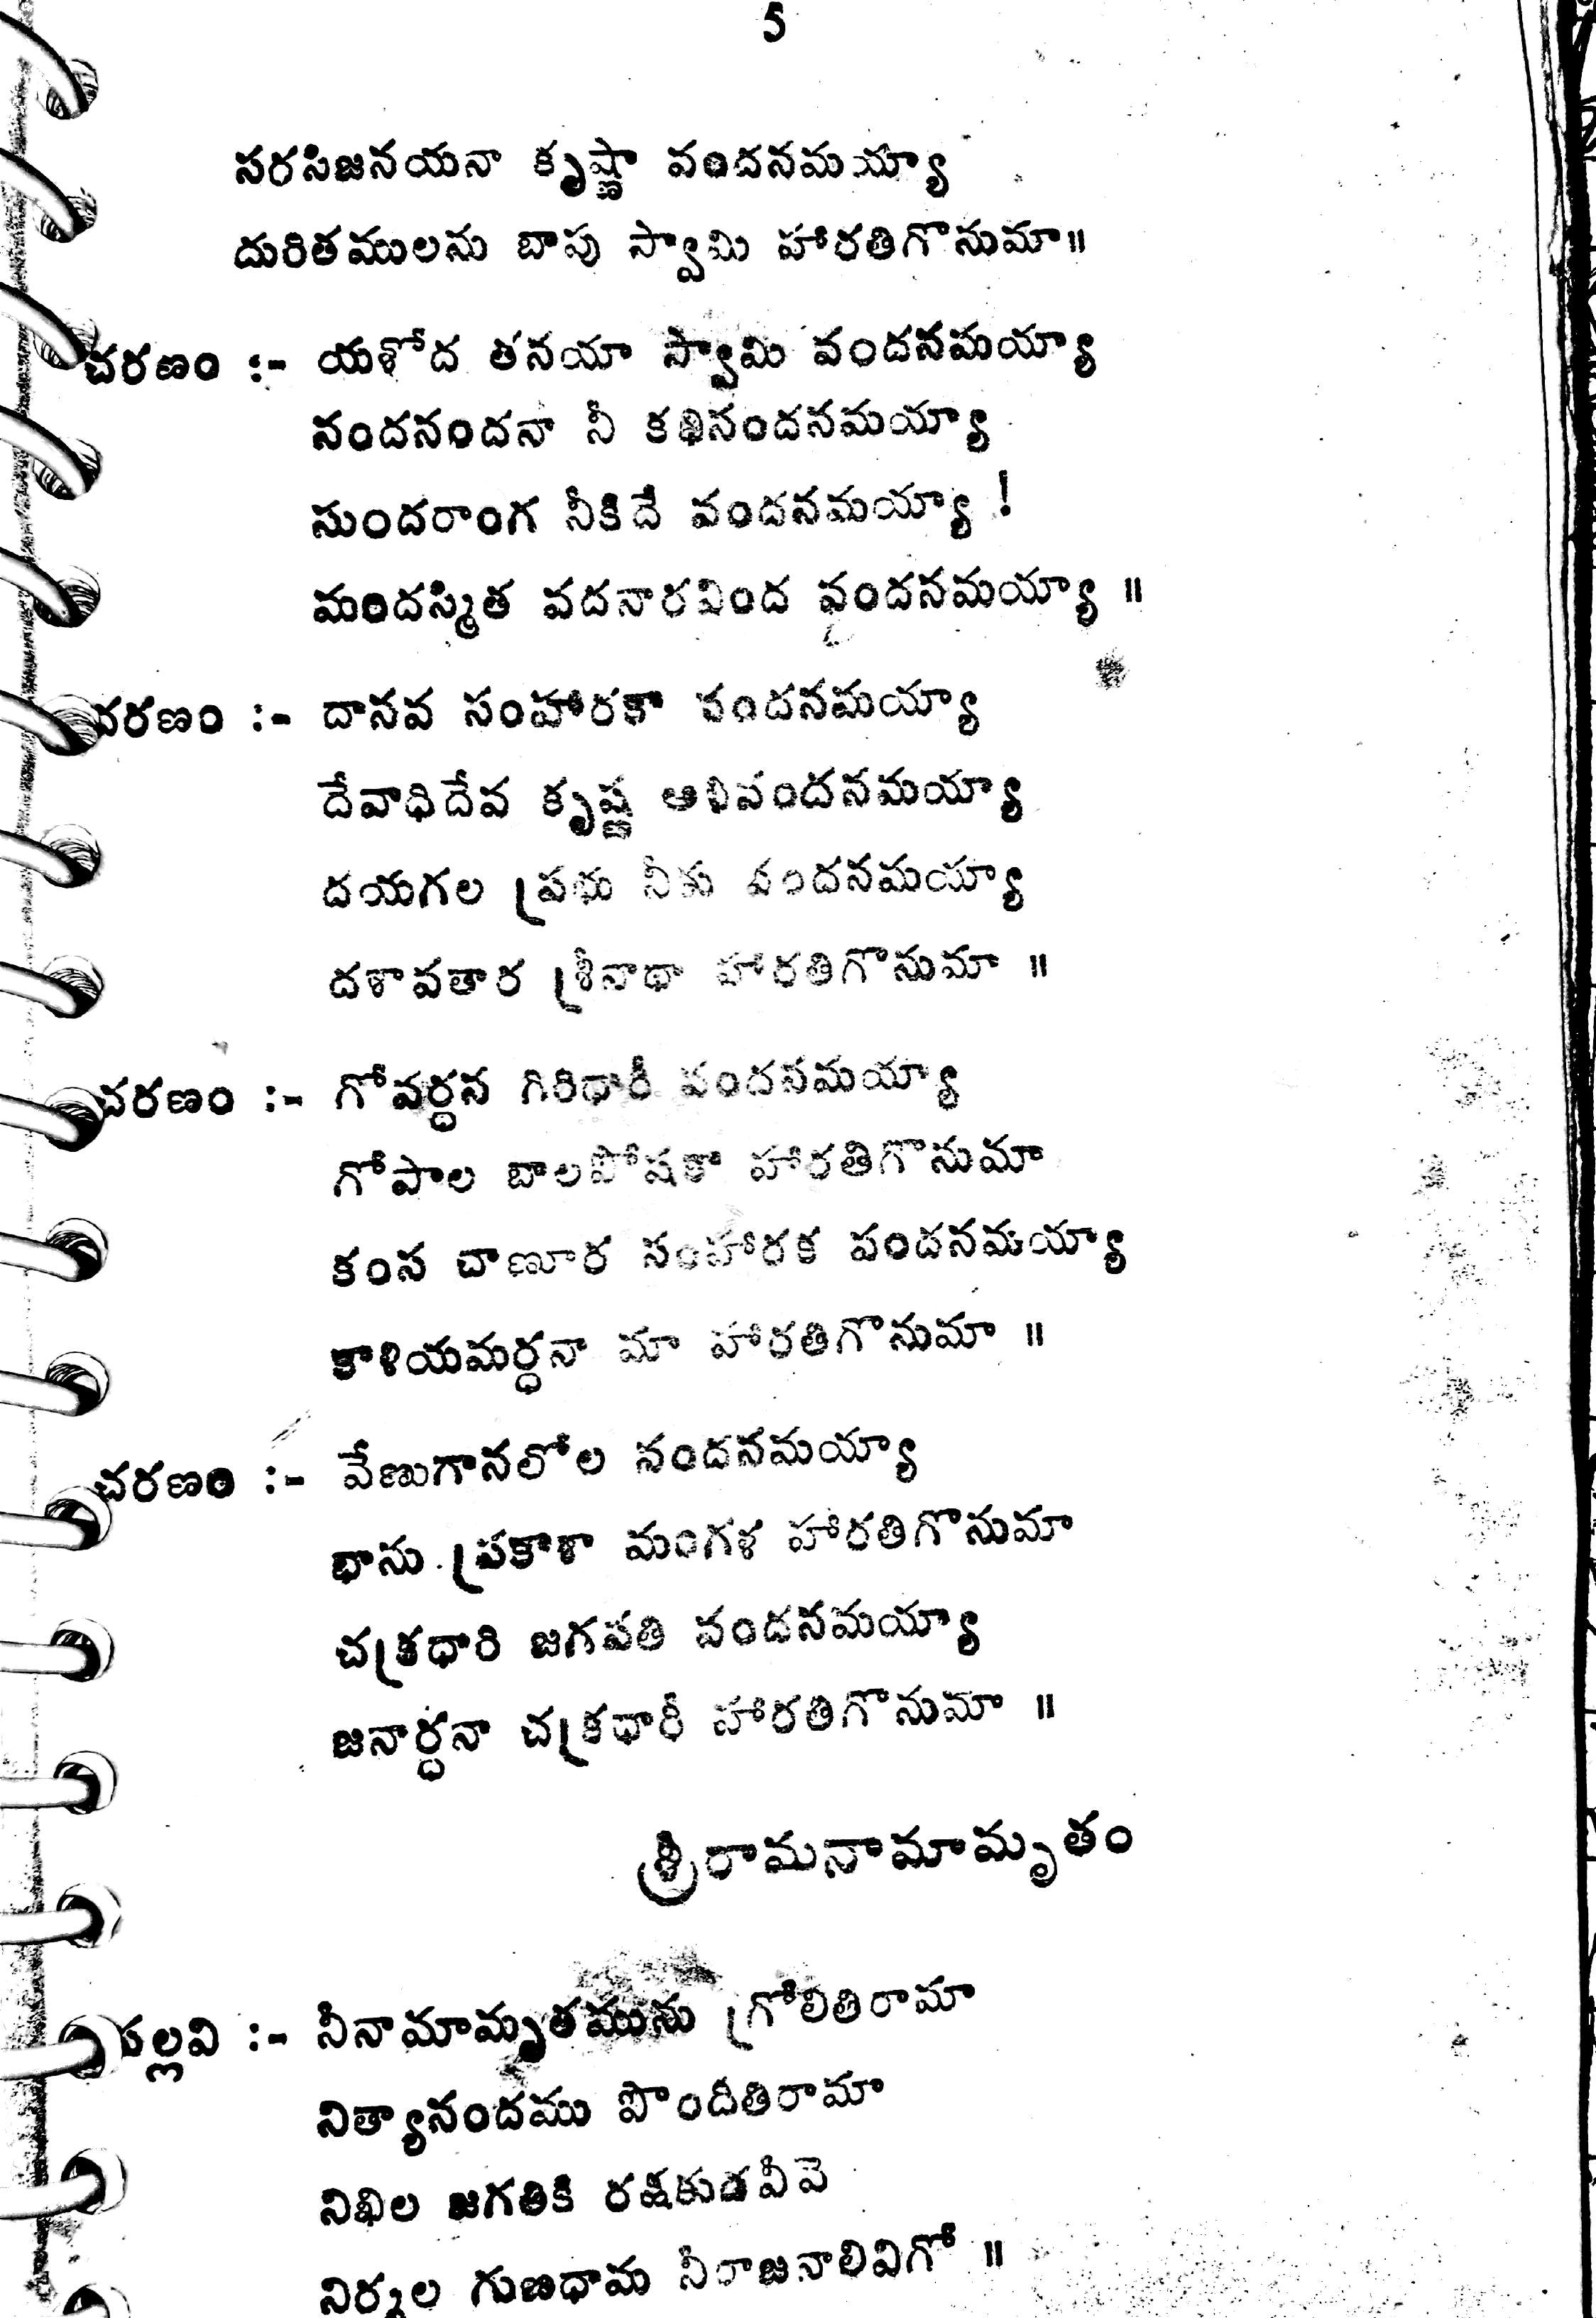 5
సరసిజనయనా కృష్ణా వందనమయ్యా
దురితములను బాపు స్వామి హారతిగొనుమా॥
చరణం :- యశోద తనయా స్వామి వందనమయ్యా
నందనందనా నీ కభినందనమయ్యా
సుందరాంగ నీకిదే వందనమయ్యా !
మందస్మిత వదనారవింద వందనమయ్యా ॥
చరణం :- దానవ సంహారకా వందనమయ్యా
దేవాధిదేవ కృష్ణ అభినందనమయ్యా
దయగల ప్రభు నీకు వందనమయ్యా
దశావతార శ్రీనాథా హారతిగొనుమా ॥
చరణం :- గోవర్ధన గిరిధారీ వందనమయ్యా
గోపాల బాలపోషకా హారతిగొనుమా
కంస చాణూర సంహారక వందనమయ్యా
కాళియమర్ధనా మా హారతిగొనుమా ॥
చరణం :- వేణుగానలోల వందనమయ్యా
భాను ప్రకాశా మంగళ హారతిగొనుమా
చక్రధారి జగపతి వందనమయ్యా
జనార్ధనా చక్రధారీ హారతిగొనుమా ॥
శ్రీరామనామామృతం
పల్లవి :- నీనామామృతమును గ్రోలితిరామా
నిత్యానందము పొందితిరామా
నిఖిల జగతికి రక్షకుడవీవె
నిర్మల గుణధామ నీరాజనాలివిగో ॥